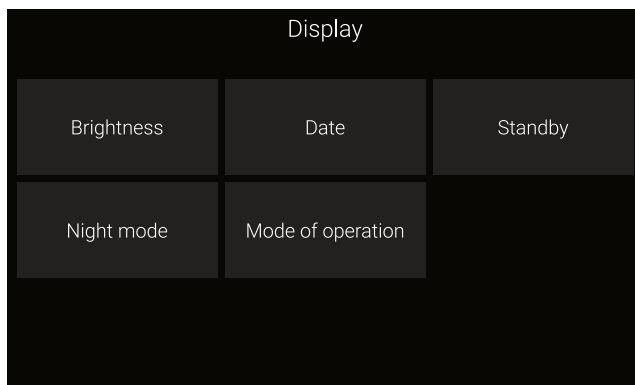 Display
Brightness
Date
Standby
Night mode
Mode of operation